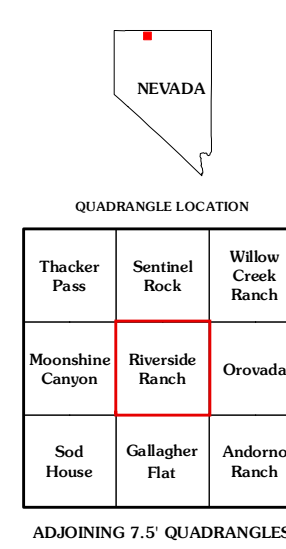 NEVADA
QUADRANGLE LOCATION
Thacker
Pass
Sentinel
Rock
Willow
Creek
Ranch
Moonshine
Canyon
Riverside
Ranch
Orovada
Sod
House
Gallagher
Flat
Andorno
Ranch
ADJOINING 7.5' QUADRANGLES